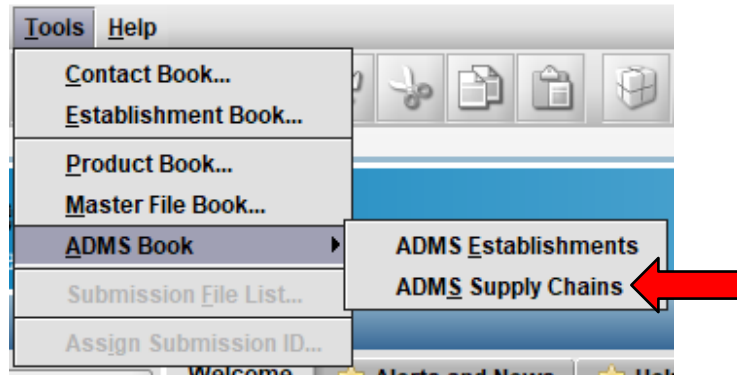 Tools Help
Contact Book...
Establishment Book...
Product Book...
Master File Book...
ADMS Book
ADMS Establishments
ADMS Supply Chains
Submission File List...
Assign Submission ID...
Welcome Alerts and News